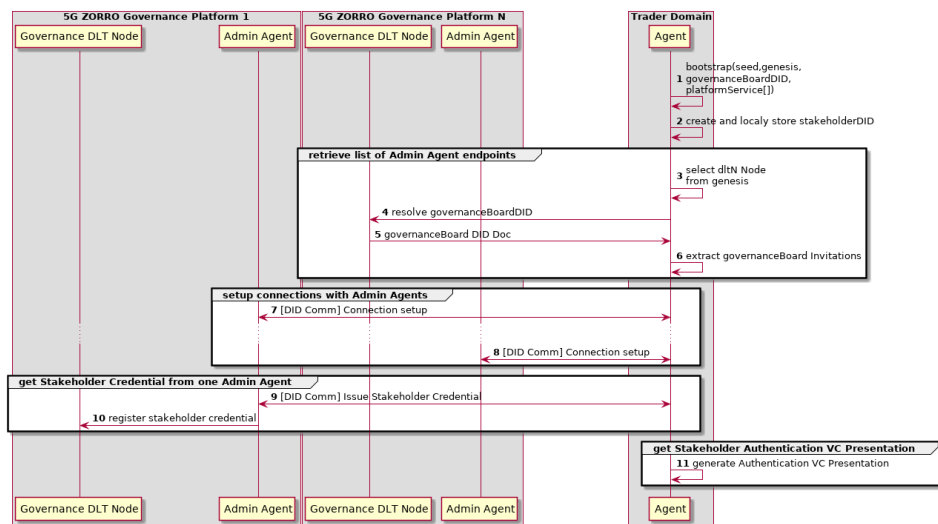 5G ZORRO Governance Platform 1
5G ZORRO Governance Platform N
Trader Domain
Governance DLT Node
Admin Agent
Governance DLT Node
Admin Agent
Agent
bootstrap(seed,genesis,
1 governanceBoardDID,
platformService[])
2 create and localy store stakeholderDID
retrieve list of Admin Agent endpoints
3 select dltN Node
from genesis
4 resolve governanceBoardDID
5 governanceBoard DID Doc
6 extract governanceBoard Invitations
setup connections with Admin Agents
7 [DID Comm] Connection setup
8 [DID Comm] Connection setup
get Stakeholder Credential from one Admin Agent
9 [DID Comm] Issue Stakeholder Credential
10 register stakeholder credential
get Stakeholder Authentication VC Presentation
11 generate Authentication VC Presentation
Governance DLT Node
Admin Agent
Governance DLT Node
Admin Agent
Agent